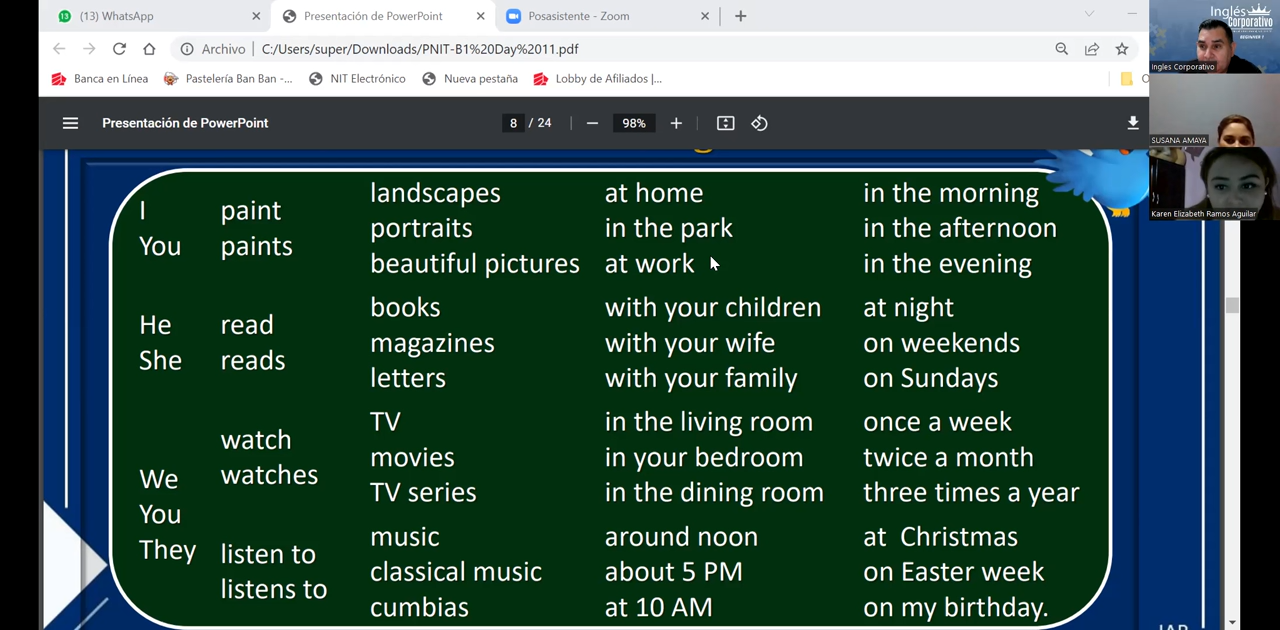 (13) WhatsApp
Presentación de PowerPoint
Posasistente - Zoom
Archivo
C:/Users/super/Downloads/PNIT-B1%20Day%2011.pdf
Banca en Línea
Pastelería Ban Ban -...
NIT Electrónico
Nueva pestaña
Lobby de Afiliados |...
Presentación de PowerPoint
8 / 24
98%
Inglés
Corporativo
BEGINNER 1
Ingles Corporativo
SUSANA AMAYA
Karen Elizabeth Ramos Aguilar
I
You
paint
paints
landscapes
portraits
beautiful pictures
at home
in the park
at work
in the morning
in the afternoon
in the evening
He
She
read
reads
books
magazines
letters
with your children
with your wife
with your family
at night
on weekends
on Sundays
We
You
They
watch
watches
TV
movies
TV series
in the living room
in your bedroom
in the dining room
once a week
twice a month
three times a year
listen to
listens to
music
classical music
cumbias
around noon
about 5 PM
at 10 AM
at Christmas
on Easter week
on my birthday.